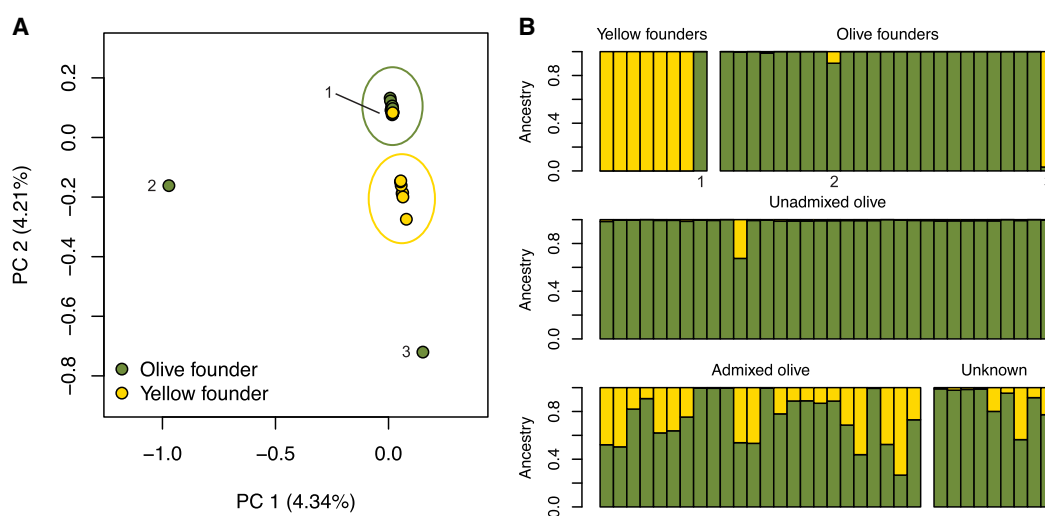 A
PC 2 (4.21%)
0.2
0.0
−0.2
−0.4
−0.6
−0.8
1
2
3
Olive founder
Yellow founder
−1.0
−0.5
0.0
PC 1 (4.34%)
B
Yellow founders
Olive founders
Ancestry
0.8
0.4
0.0
1
2
Unadmixed olive
Ancestry
0.8
0.4
0.0
Admixed olive
Unknown
Ancestry
0.8
0.4
0.0